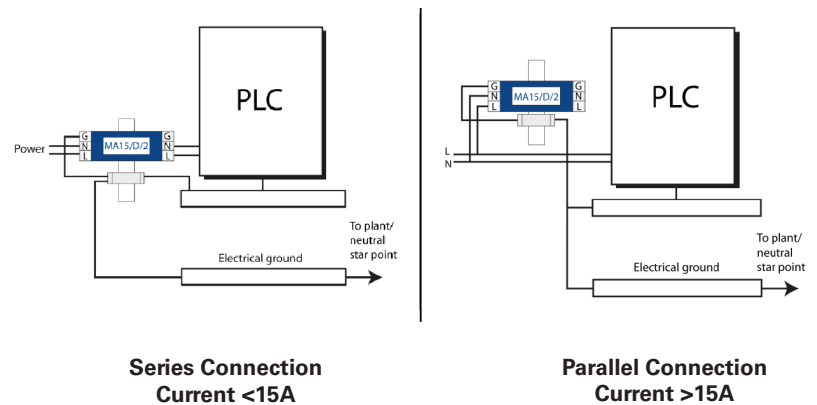 PLC
G
N
L
MA15/D/2
G
N
L
Power
Electrical ground
To plant/
neutral
star point
Series Connection
Current <15A
PLC
G
N
L
MA15/D/2
G
N
L
L
N
Electrical ground
To plant/
neutral
star point
Parallel Connection
Current >15A